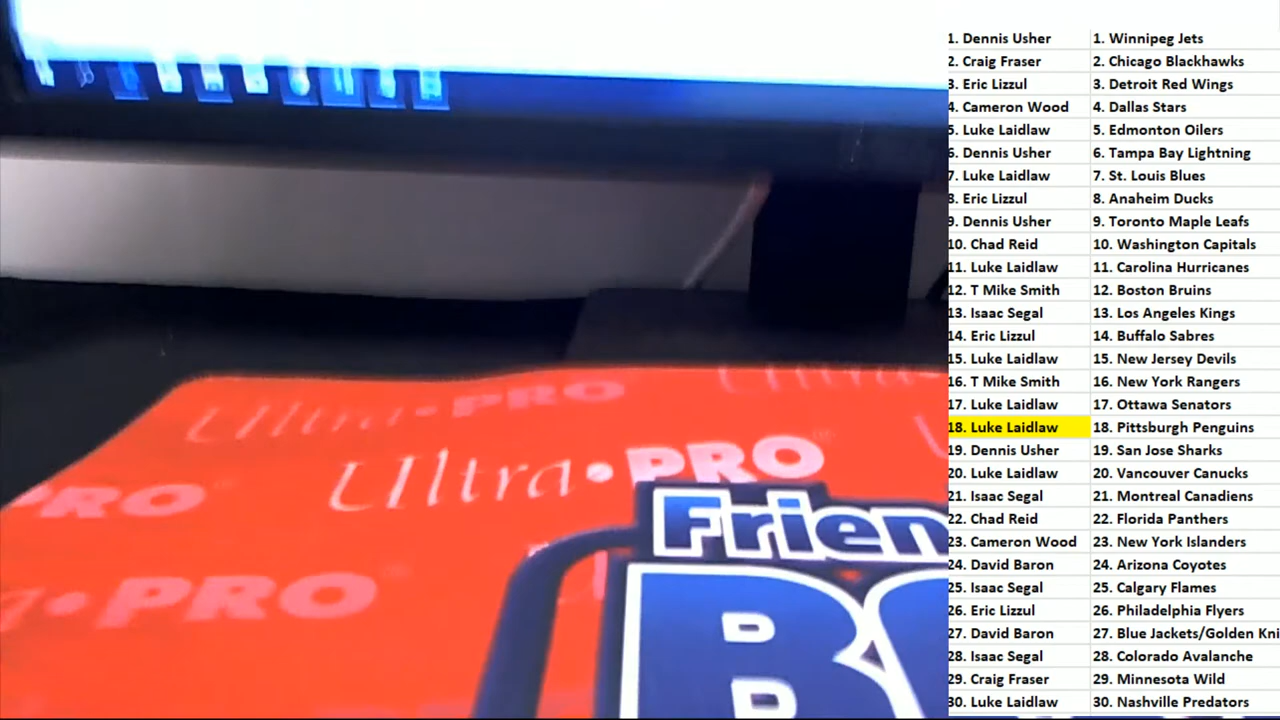 1. Dennis Usher 1. Winnipeg Jets
2. Craig Fraser 2. Chicago Blackhawks
3. Eric Lizzul 3. Detroit Red Wings
4. Cameron Wood 4. Dallas Stars
5. Luke Laidlaw 5. Edmonton Oilers
6. Dennis Usher 6. Tampa Bay Lightning
7. Luke Laidlaw 7. St. Louis Blues
8. Eric Lizzul 8. Anaheim Ducks
9. Dennis Usher 9. Toronto Maple Leafs
10. Chad Reid 10. Washington Capitals
11. Luke Laidlaw 11. Carolina Hurricanes
12. T Mike Smith 12. Boston Bruins
13. Isaac Segal 13. Los Angeles Kings
14. Eric Lizzul 14. Buffalo Sabres
15. Luke Laidlaw 15. New Jersey Devils
16. T Mike Smith 16. New York Rangers
17. Luke Laidlaw 17. Ottawa Senators
18. Luke Laidlaw 18. Pittsburgh Penguins
19. Dennis Usher 19. San Jose Sharks
20. Luke Laidlaw 20. Vancouver Canucks
21. Isaac Segal 21. Montreal Canadiens
22. Chad Reid 22. Florida Panthers
23. Cameron Wood 23. New York Islanders
24. David Baron 24. Arizona Coyotes
25. Isaac Segal 25. Calgary Flames
26. Eric Lizzul 26. Philadelphia Flyers
27. David Baron 27. Blue Jackets/Golden Kni
28. Isaac Segal 28. Colorado Avalanche
29. Craig Fraser 29. Minnesota Wild
30. Luke Laidlaw 30. Nashville Predators
Ultra•PRO
Ultra•PRO™
PRO
•PRO
Frien
B